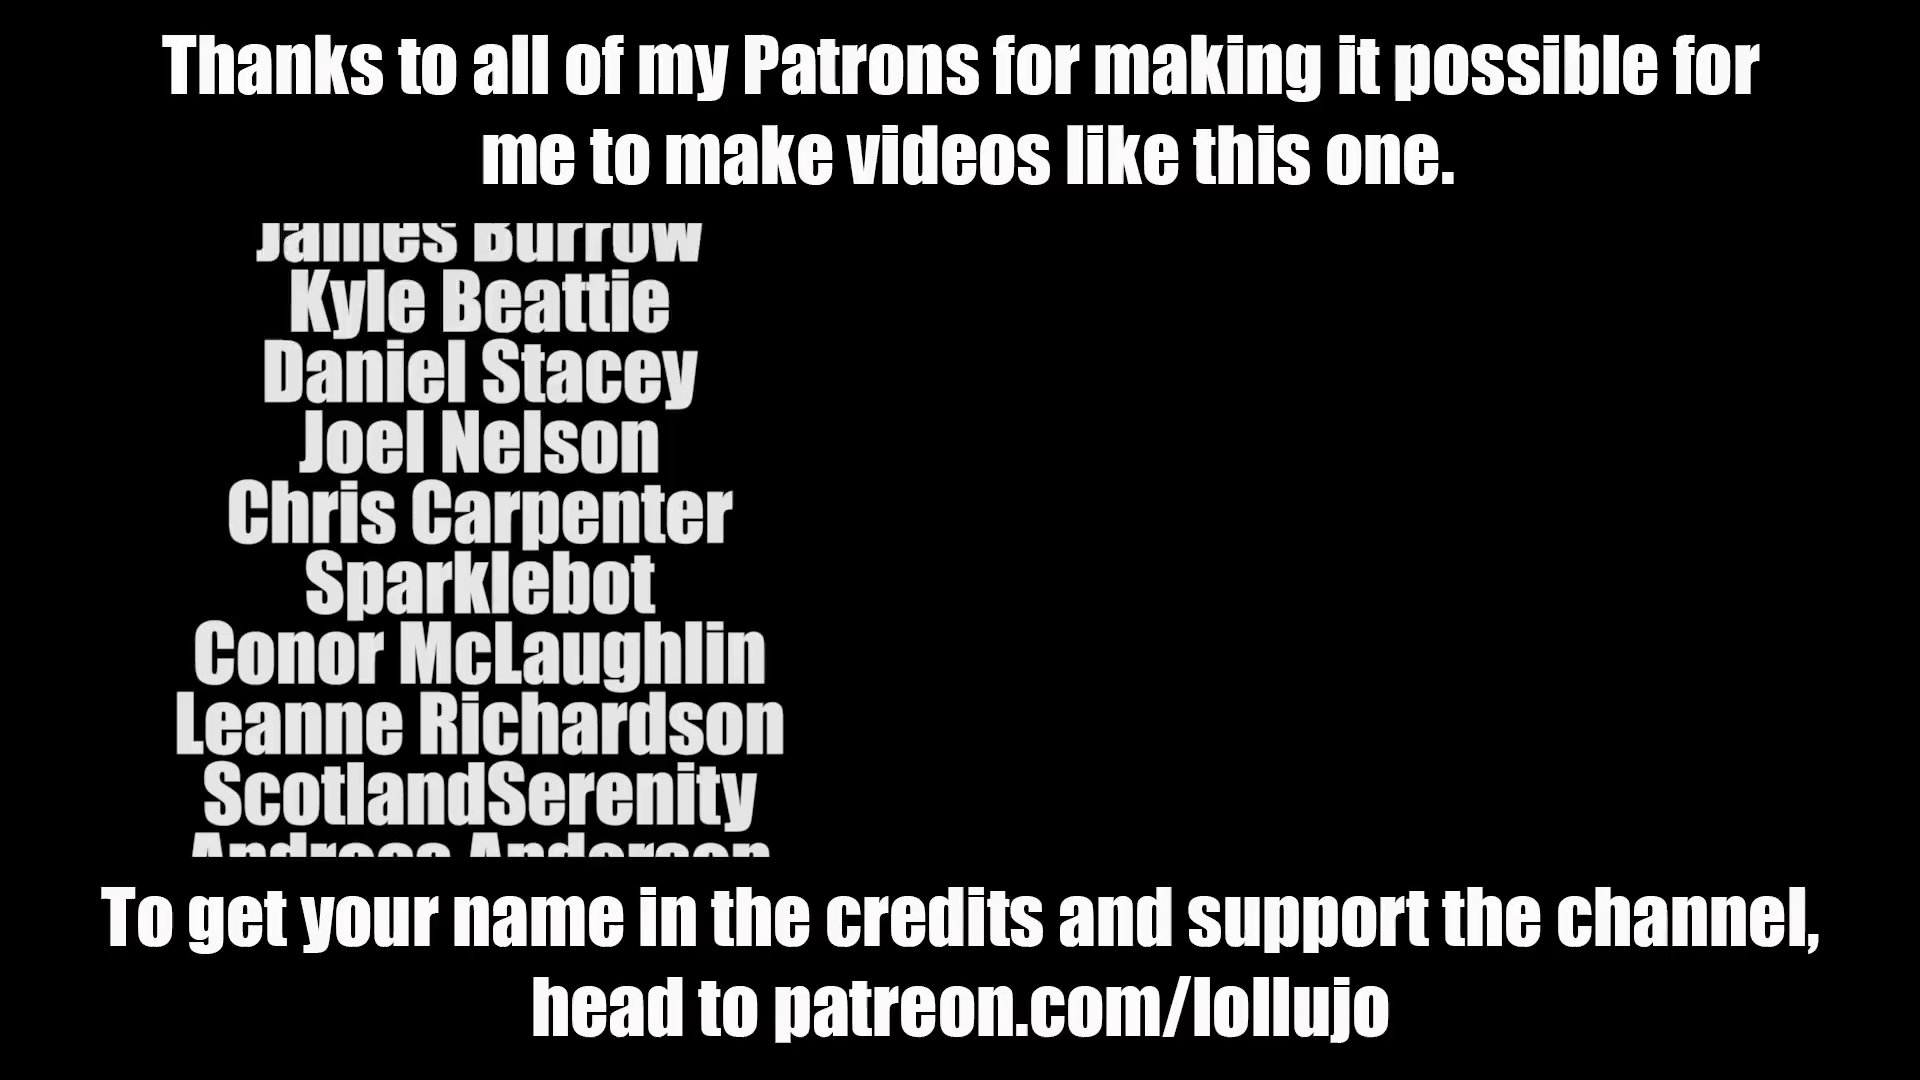 Thanks to all of my Patrons for making it possible for
me to make videos like this one.
James Burrow
Kyle Beattie
Daniel Stacey
Joel Nelson
Chris Carpenter
Sparklebot
Conor McLaughlin
Leanne Richardson
ScotlandSerenity
To get your name in the credits and support the channel,
head to patreon.com/lollujo